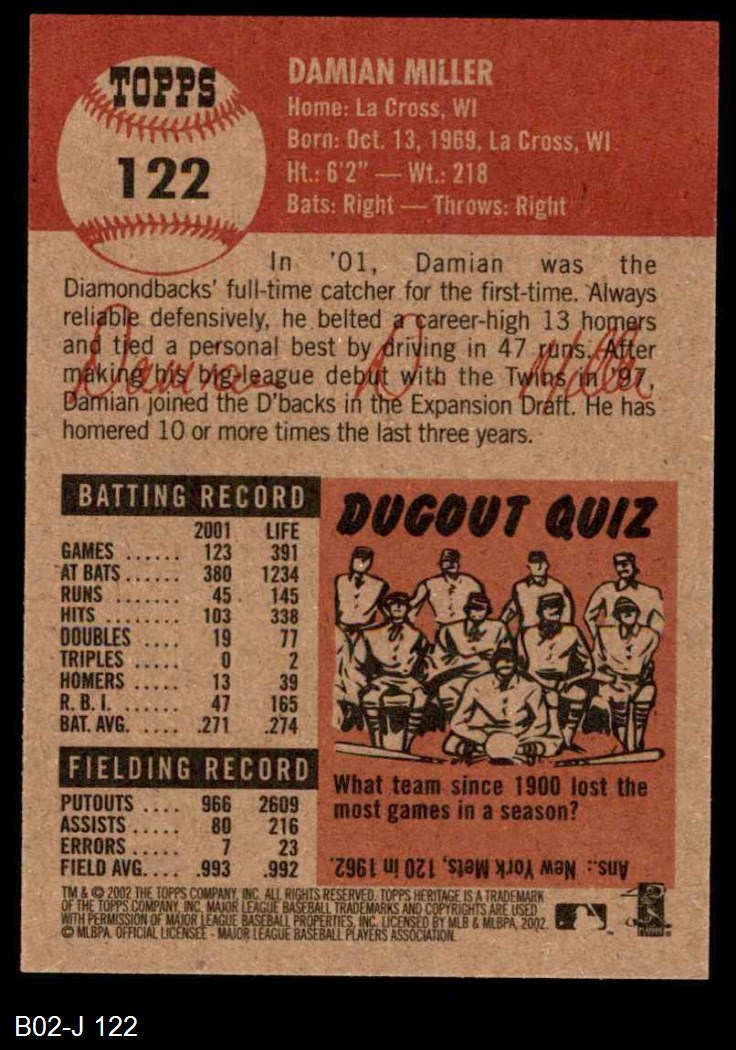 TOPPS
122
DAMIAN MILLER
Home: La Cross, WI
Born: Oct. 13, 1969, La Cross, WI
Ht.: 6'2" — Wt.: 218
Bats: Right — Throws: Right
In '01, Damian was the
Diamondbacks' full-time catcher for the first-time. Always
reliable defensively, he belted a career-high 13 homers
and tied a personal best by driving in 47 runs. After
making his big-league debut with the Twins in '97,
Damian joined the D'backs in the Expansion Draft. He has
homered 10 or more times the last three years.
Damian D. Miller
BATTING RECORD
2001 LIFE
GAMES ...... 123 391
AT BATS ...... 380 1234
RUNS ....... 45 145
HITS ........ 103 338
DOUBLES .... 19 77
TRIPLES ..... 0 2
HOMERS ..... 13 39
R. B. I. ...... 47 165
BAT. AVG. .... .271 .274
FIELDING RECORD
PUTOUTS .... 966 2609
ASSISTS ..... 80 216
ERRORS ..... 7 23
FIELD AVG. ... .993 .992
DUGOUT QUIZ
What team since 1900 lost the
most games in a season?
Ans.: New York Mets, 120 in 1962.
TM & © 2002 THE TOPPS COMPANY, INC. ALL RIGHTS RESERVED. TOPPS HERITAGE IS A TRADEMARK
OF THE TOPPS COMPANY, INC. MAJOR LEAGUE BASEBALL TRADEMARKS AND COPYRIGHTS ARE USED
WITH PERMISSION OF MAJOR LEAGUE BASEBALL PROPERTIES, INC. LICENSED BY MLB & MLBPA, 2002.
© MLBPA. OFFICIAL LICENSEE - MAJOR LEAGUE BASEBALL PLAYERS ASSOCIATION.
B02-J 122